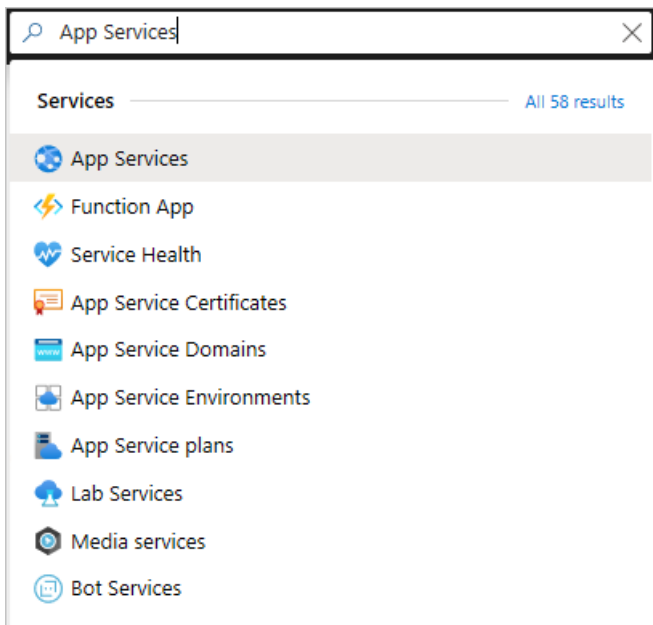 App Services
Services
All 58 results
App Services
Function App
Service Health
App Service Certificates
www
App Service Domains
App Service Environments
App Service plans
Lab Services
Media services
Bot Services